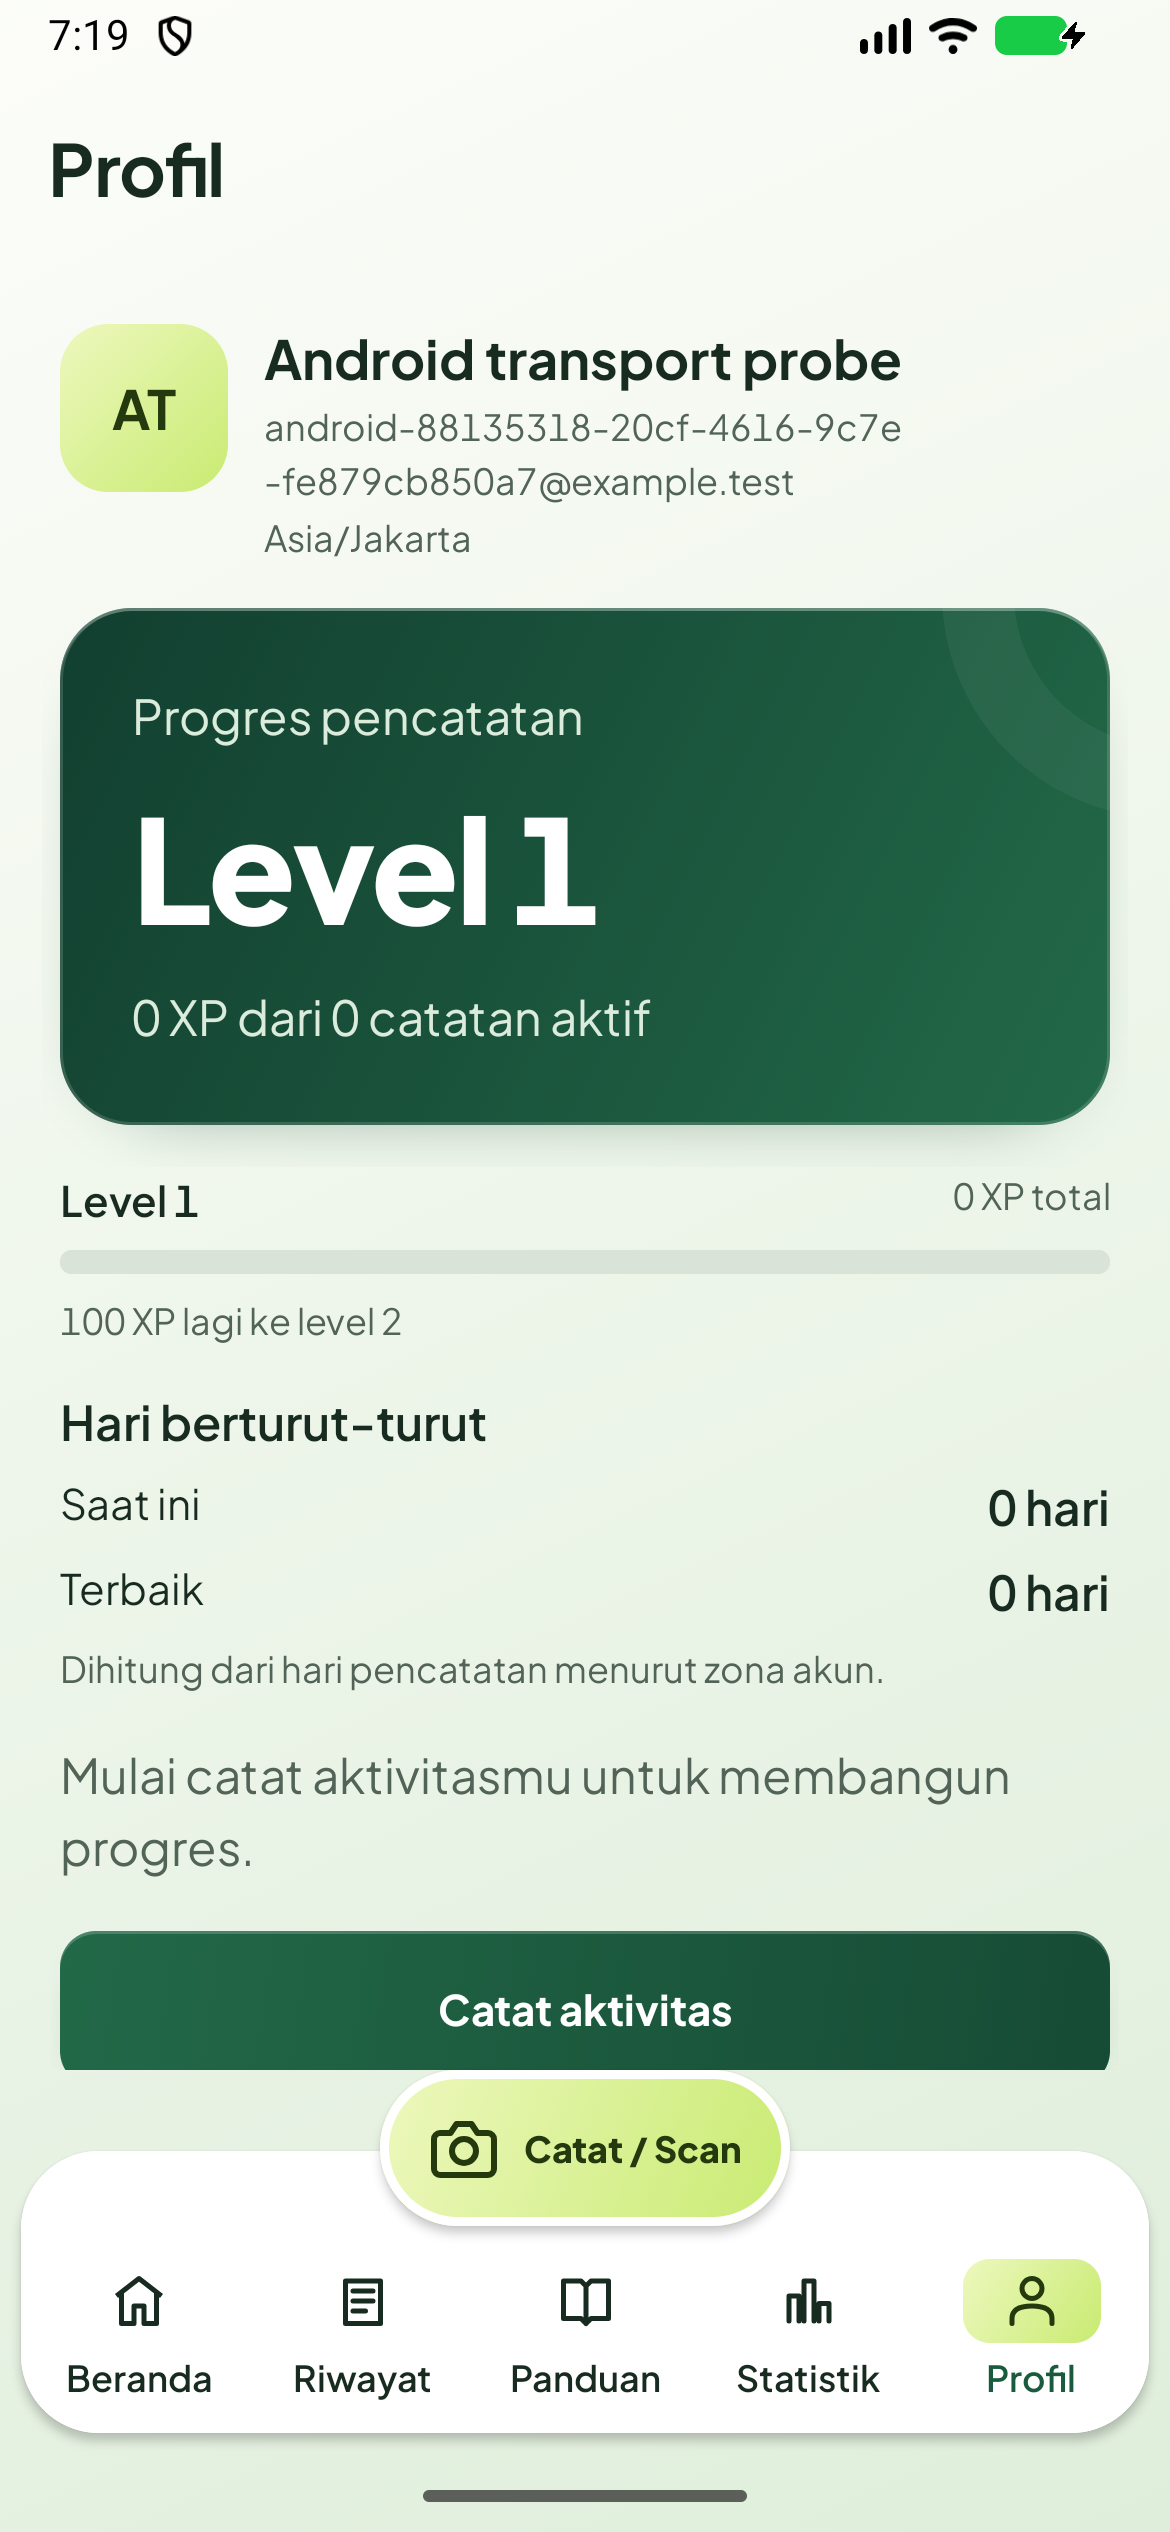 7:19
Profil
AT
Android transport probe
android-88135318-20cf-4616-9c7e
-fe879cb850a7@example.test
Asia/Jakarta
Progres pencatatan
Level 1
0 XP dari 0 catatan aktif
Level 1
0 XP total
100 XP lagi ke level 2
Hari berturut-turut
Saat ini
0 hari
Terbaik
0 hari
Dihitung dari hari pencatatan menurut zona akun.
Mulai catat aktivitasmu untuk membangun
progres.
Catat aktivitas
Catat / Scan
Beranda
Riwayat
Panduan
Statistik
Profil